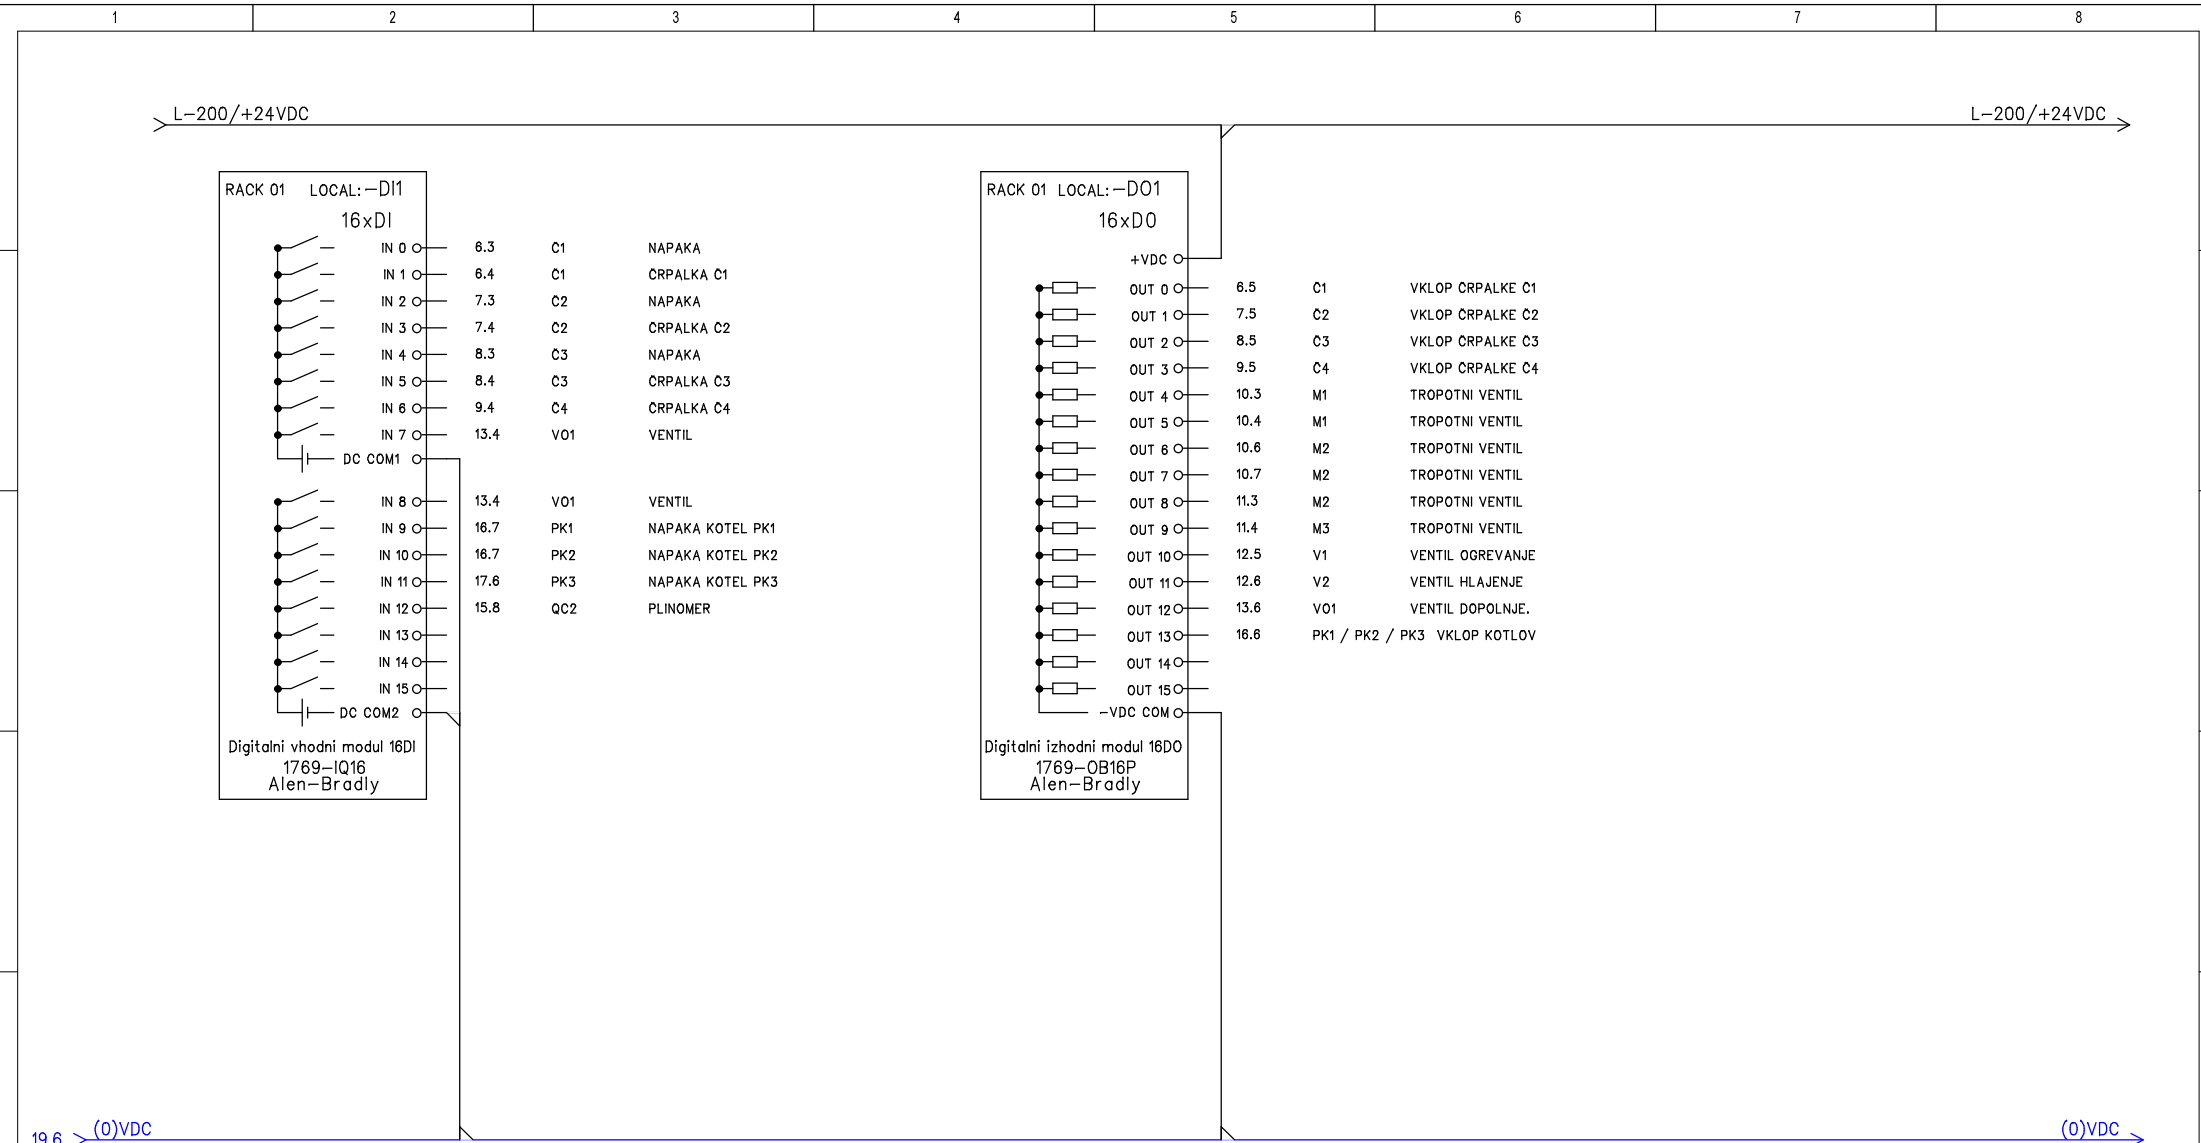 1 2 3 4 5 6 7 8
L-200/+24VDC L-200/+24VDC
RACK 01 LOCAL:-DI1
16xDI
IN 0 6.3 Č1 NAPAKA
IN 1 6.4 Č1 ČRPALKA Č1
IN 2 7.3 Č2 NAPAKA
IN 3 7.4 Č2 ČRPALKA Č2
IN 4 8.3 Č3 NAPAKA
IN 5 8.4 Č3 ČRPALKA Č3
IN 6 9.4 Č4 ČRPALKA Č4
IN 7 13.4 VO1 VENTIL
DC COM1
IN 8 13.4 VO1 VENTIL
IN 9 16.7 PK1 NAPAKA KOTEL PK1
IN 10 16.7 PK2 NAPAKA KOTEL PK2
IN 11 17.6 PK3 NAPAKA KOTEL PK3
IN 12 15.8 QC2 PLINOMER
IN 13
IN 14
IN 15
DC COM2
Digitalni vhodni modul 16DI
1769-IQ16
Alen-Bradly
RACK 01 LOCAL:-DO1
16xDO
+VDC
OUT 0 6.5 Č1 VKLOP ČRPALKE Č1
OUT 1 7.5 Č2 VKLOP ČRPALKE Č2
OUT 2 8.5 Č3 VKLOP ČRPALKE Č3
OUT 3 9.5 Č4 VKLOP ČRPALKE Č4
OUT 4 10.3 M1 TROPOTNI VENTIL
OUT 5 10.4 M1 TROPOTNI VENTIL
OUT 6 10.6 M2 TROPOTNI VENTIL
OUT 7 10.7 M2 TROPOTNI VENTIL
OUT 8 11.3 M2 TROPOTNI VENTIL
OUT 9 11.4 M3 TROPOTNI VENTIL
OUT 10 12.5 V1 VENTIL OGREVANJE
OUT 11 12.6 V2 VENTIL HLAJENJE
OUT 12 13.6 VO1 VENTIL DOPOLNJE.
OUT 13 16.6 PK1 / PK2 / PK3 VKLOP KOTLOV
OUT 14
OUT 15
-VDC COM
Digitalni izhodni modul 16DO
1769-OB16P
Alen-Bradly
19.6 (0)VDC (0)VDC